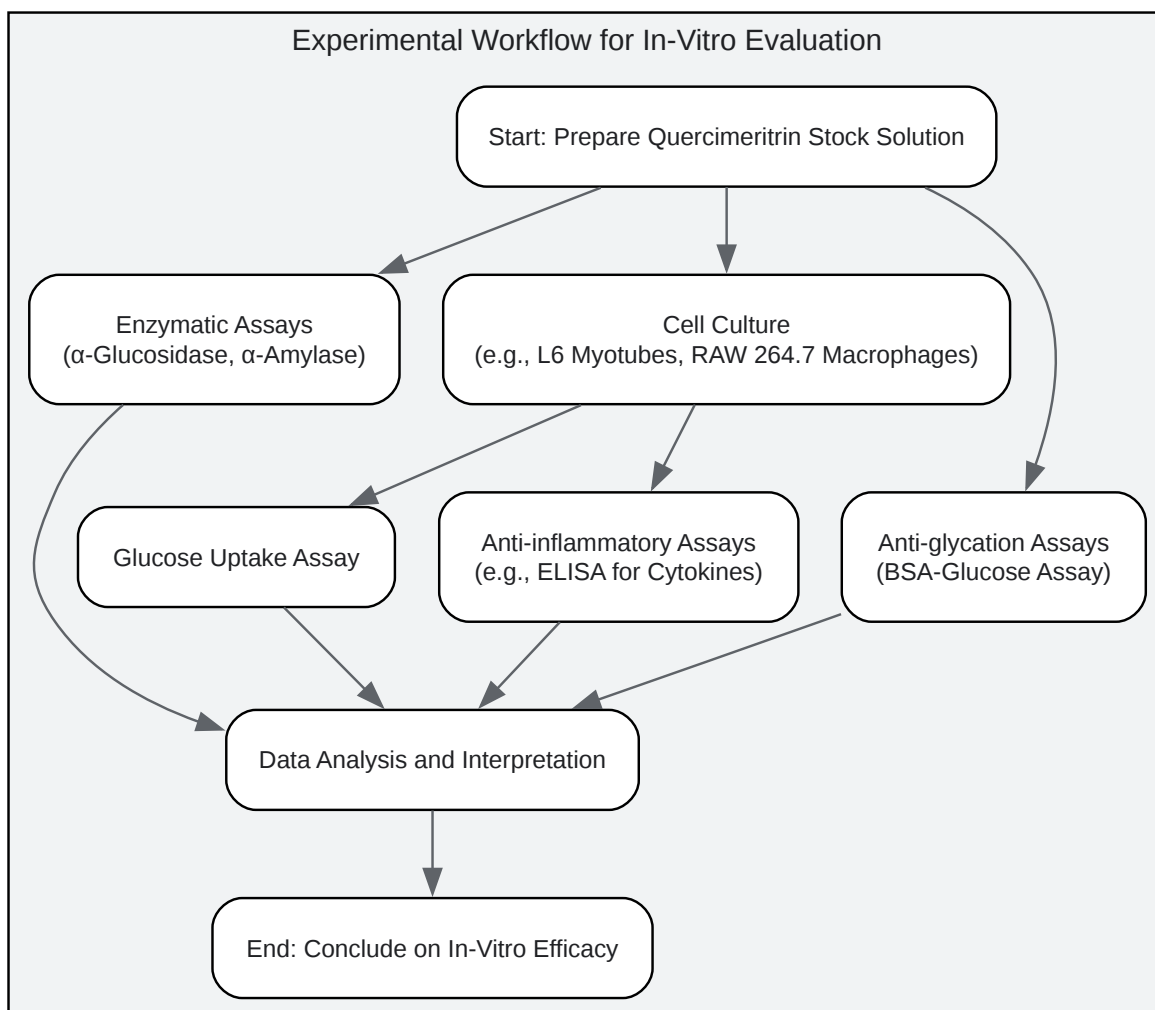 Experimental Workflow for In-Vitro Evaluation
Start: Prepare Quercimeritrin Stock Solution
Enzymatic Assays
(α-Glucosidase, α-Amylase)
Cell Culture
(e.g., L6 Myotubes, RAW 264.7 Macrophages)
Glucose Uptake Assay
Anti-inflammatory Assays
(e.g., ELISA for Cytokines)
Anti-glycation Assays
(BSA-Glucose Assay)
Data Analysis and Interpretation
End: Conclude on In-Vitro Efficacy